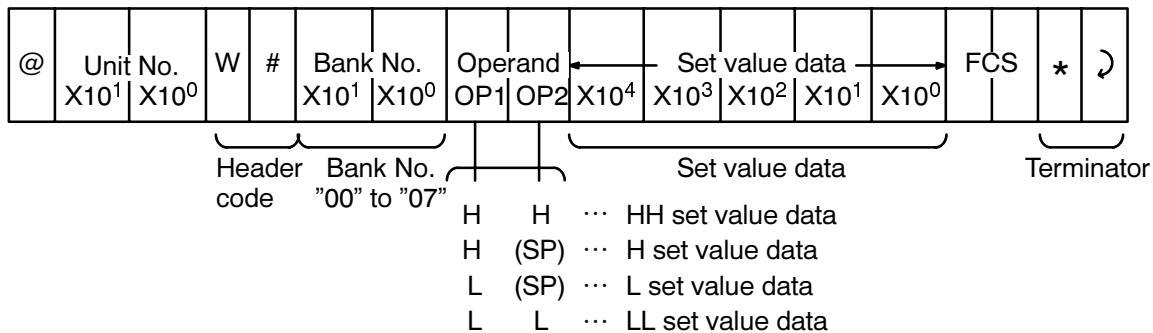 @ Unit No. W # Bank No. Operand Set value data FCS * ⤸
X10¹ X10⁰ X10¹ X10⁰ OP1 OP2 X10⁴ X10³ X10² X10¹ X10⁰
Header code
Bank No.
”00” to ”07”
Set value data
Terminator
H H ⋯ HH set value data
H (SP) ⋯ H set value data
L (SP) ⋯ L set value data
L L ⋯ LL set value data